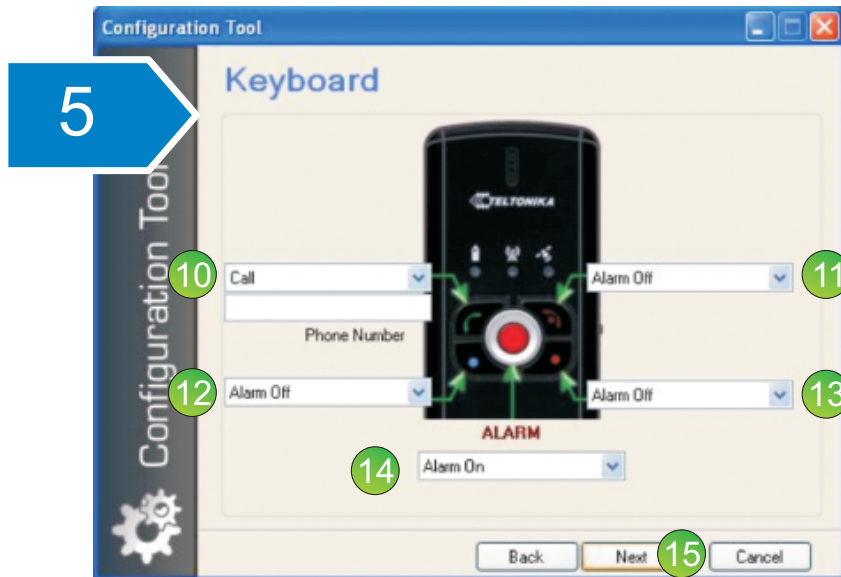 Configuration Tool
5
Keyboard
Configuration Tool
TELTONIKA
10
Call
Alarm Off
11
Phone Number
12
Alarm Off
Alarm Off
13
ALARM
14
Alarm On
Back
Next
15
Cancel